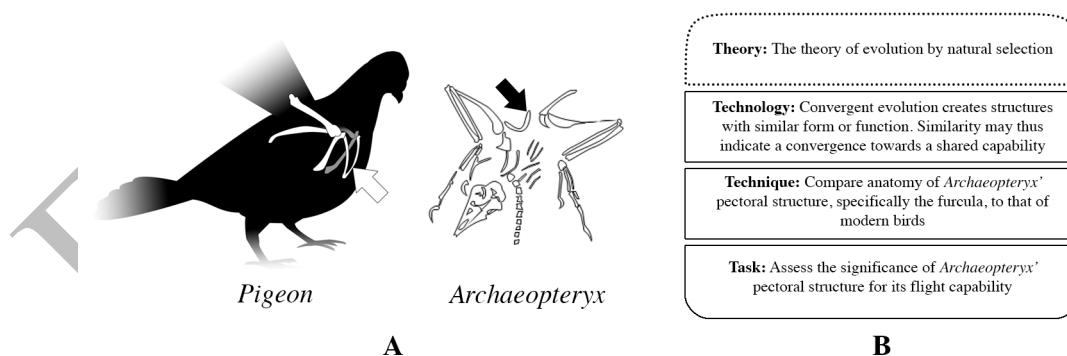 Pigeon
Archaeopteryx
A
Theory: The theory of evolution by natural selection
Technology: Convergent evolution creates structures
with similar form or function. Similarity may thus
indicate a convergence towards a shared capability
Technique: Compare anatomy of Archaeopteryx’
pectoral structure, specifically the furcula, to that of
modern birds
Task: Assess the significance of Archaeopteryx’
pectoral structure for its flight capability
B